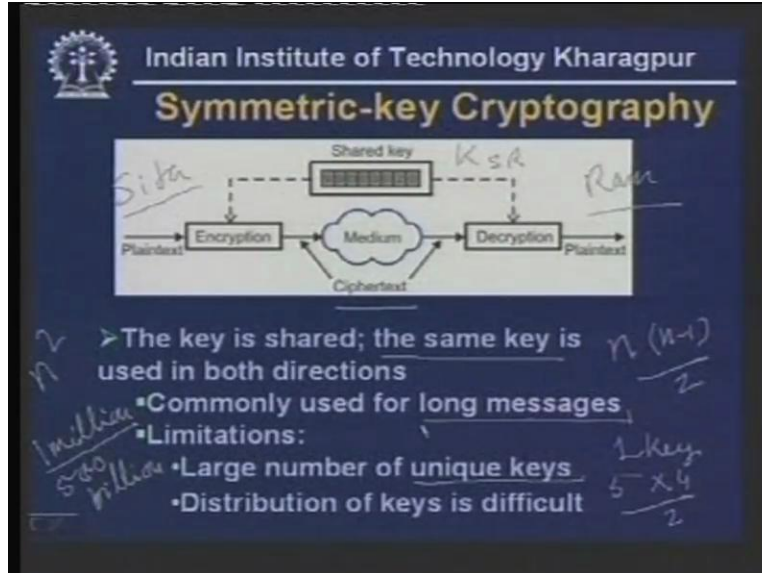 Indian Institute of Technology Kharagpur
Symmetric-key Cryptography
Shared key
K SR
Sita
Ram
Encryption
Medium
Decryption
Plaintext
Plaintext
Ciphertext
➢The key is shared; the same key is
used in both directions
▪Commonly used for long messages
▪Limitations:
•Large number of unique keys
•Distribution of keys is difficult
n (n-1)
2
n
1 million
500
billion
1 key
5 x 4
2